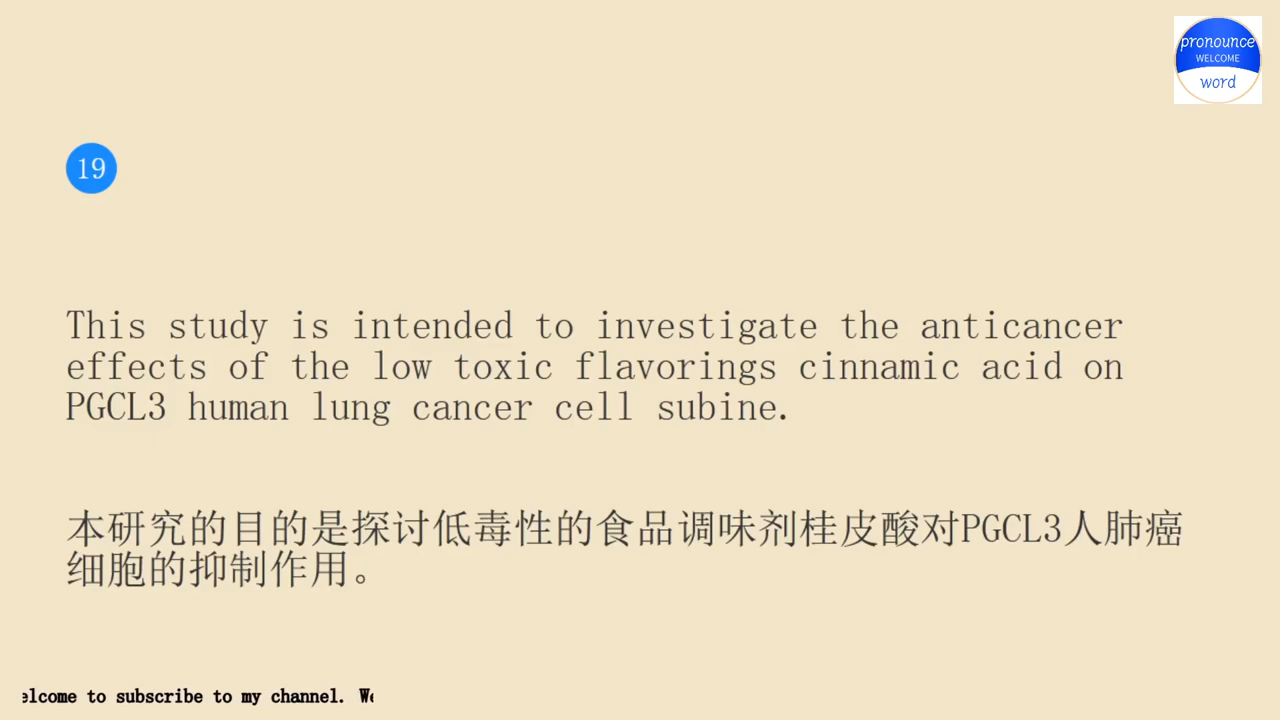 pronounce
WELCOME
word
19
This study is intended to investigate the anticancer
effects of the low toxic flavorings cinnamic acid on
PGCL3 human lung cancer cell subine.
本研究的目的是探讨低毒性的食品调味剂桂皮酸对PGCL3人肺癌
细胞的抑制作用。
elcome to subscribe to my channel. We